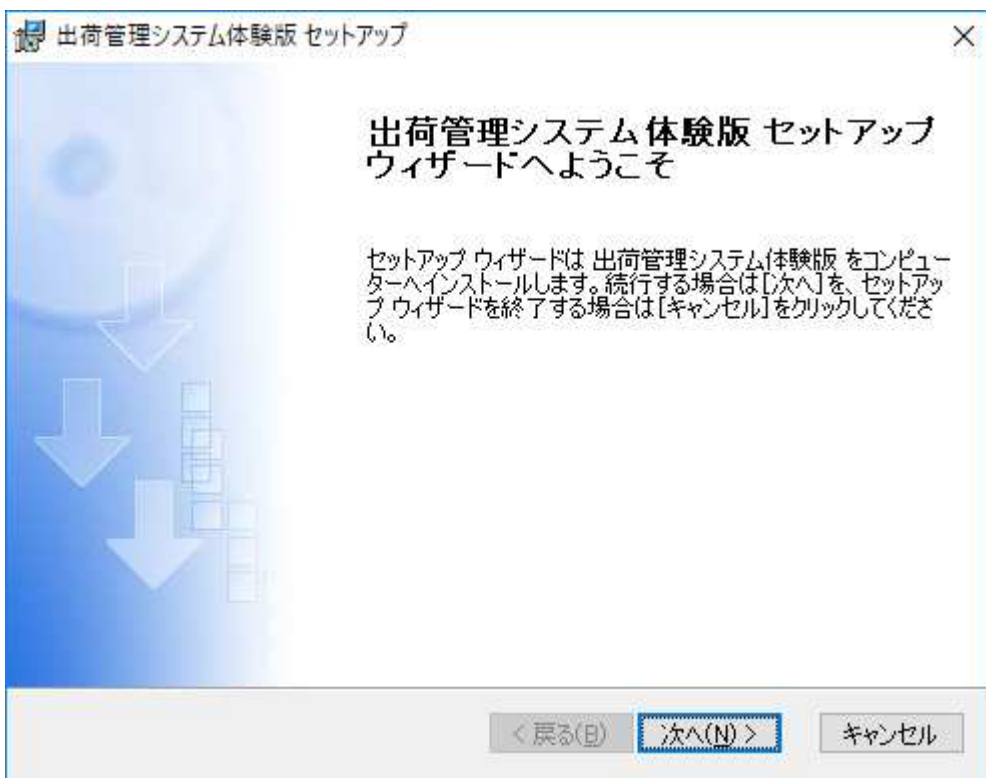 出荷管理システム体験版 セットアップ
出荷管理システム体験版 セットアップ
ウィザードへようこそ
セットアップ ウィザードは 出荷管理システム体験版 をコンピュー
ターへインストールします。続行する場合は[次へ]を、セットアッ
プ ウィザードを終了する場合は[キャンセル]をクリックしてくださ
い。
< 戻る(B)
次へ(N) >
キャンセル